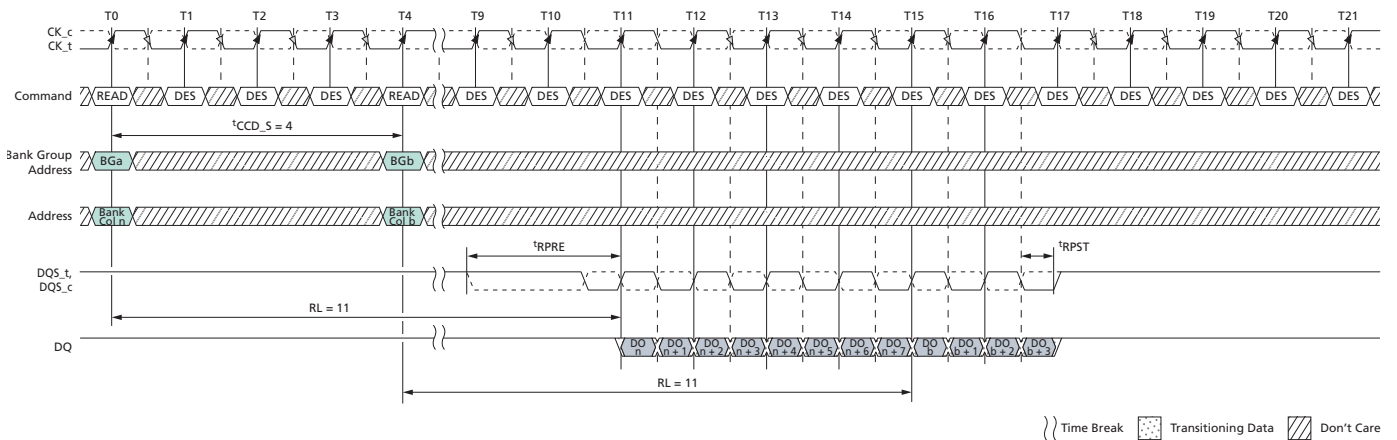 T0 T1 T2 T3 T4 T9 T10 T11 T12 T13 T14 T15 T16 T17 T18 T19 T20 T21
CK_c
CK_t
Command READ DES DES DES READ DES DES DES DES DES DES DES DES DES DES DES DES DES
tCCD_S = 4
Bank Group
Address
BGa BGb
Address
Bank
Col n
Bank
Col b
tRPRE tRPST
DQS_t,
DQS_c
RL = 11
DQ
DO
n
DO
n + 1
DO
n + 2
DO
n + 3
DO
n + 4
DO
n + 5
DO
n + 6
DO
n + 7
DO
b
DO
b + 1
DO
b + 2
DO
b + 3
RL = 11
Time Break Transitioning Data Don't Care